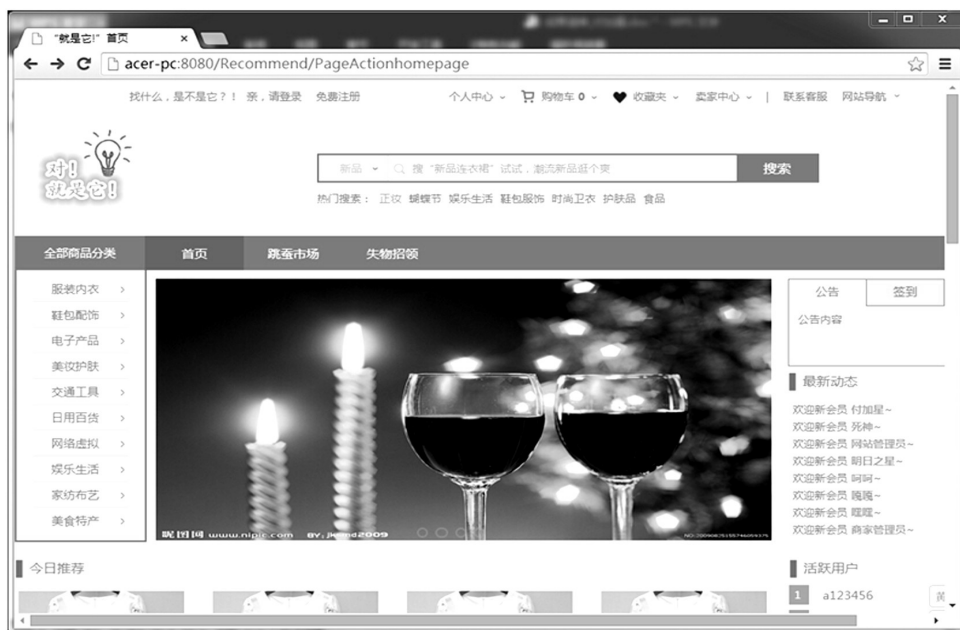 "就是它!" 首页
acer-pc:8080/Recommend/PageActionhomepage
找什么，是不是它？！ 亲，请登录 免费注册 个人中心 购物车 0 收藏夹 卖家中心 | 联系客服 网站导航
对!
就是它!
新品 搜 "新品连衣裙" 试试，潮流新品逛个爽 搜索
热门搜索： 正妆 蝴蝶节 娱乐生活 鞋包服饰 时尚卫衣 护肤品 食品
全部商品分类 首页 跳蚤市场 失物招领
服装内衣
鞋包配饰
电子产品
美妆护肤
交通工具
日用百货
网络虚拟
娱乐生活
家纺布艺
美食特产
昵图网 www.nipic.com
公告 签到
公告内容
最新动态
欢迎新会员 付加星~
欢迎新会员 死神~
欢迎新会员 网站管理员~
欢迎新会员 明日之星~
欢迎新会员 呵呵~
欢迎新会员 嘎嘎~
欢迎新会员 商家管理员~
今日推荐
活跃用户
1 a123456